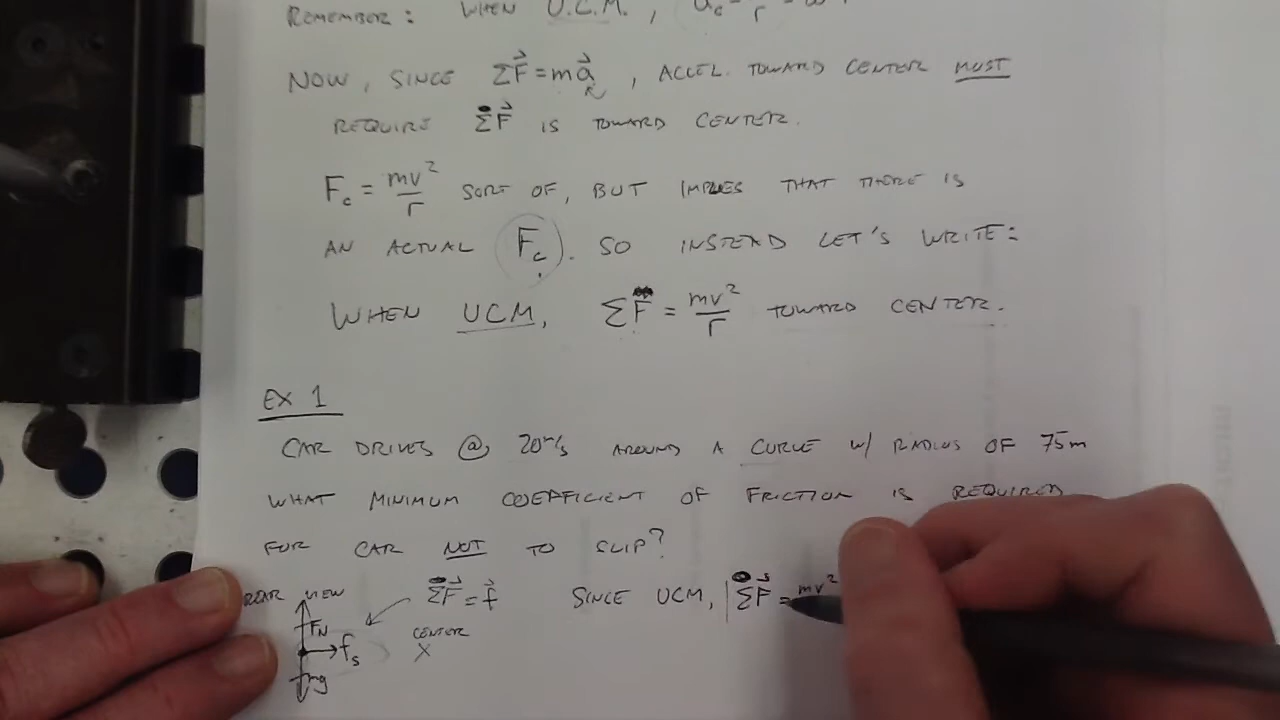 REMEMBER: WHEN U.C.M.,
NOW, SINCE ΣF⃗ = ma⃗, ACCEL. TOWARD CENTER MUST
REQUIRE ΣF⃗ IS TOWARD CENTER.
F_c = mv²/r SORT OF, BUT IMPLIES THAT THERE IS
AN ACTUAL F_c. SO INSTEAD LET'S WRITE:
WHEN UCM, ΣF = mv²/r TOWARD CENTER.
EX 1
CAR DRIVES @ 20 m/s AROUND A CURVE W/ RADIUS OF 75m
WHAT MINIMUM COEFFICIENT OF FRICTION IS REQUIRED
FOR CAR NOT TO SLIP?
REAR VIEW ΣF⃗ = f⃗ SINCE UCM, |ΣF⃗ = mv²
F_N CENTER
f_s X
mg